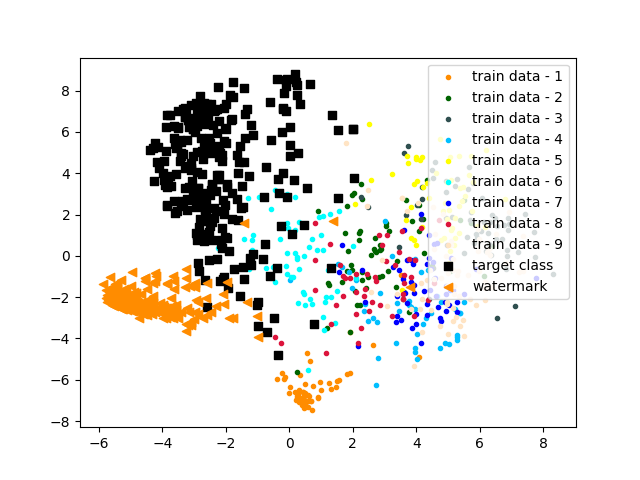 8
6
4
2
0
−2
−4
−6
−8
−6
−4
−2
0
2
4
6
8
train data - 1
train data - 2
train data - 3
train data - 4
train data - 5
train data - 6
train data - 7
train data - 8
train data - 9
target class
watermark